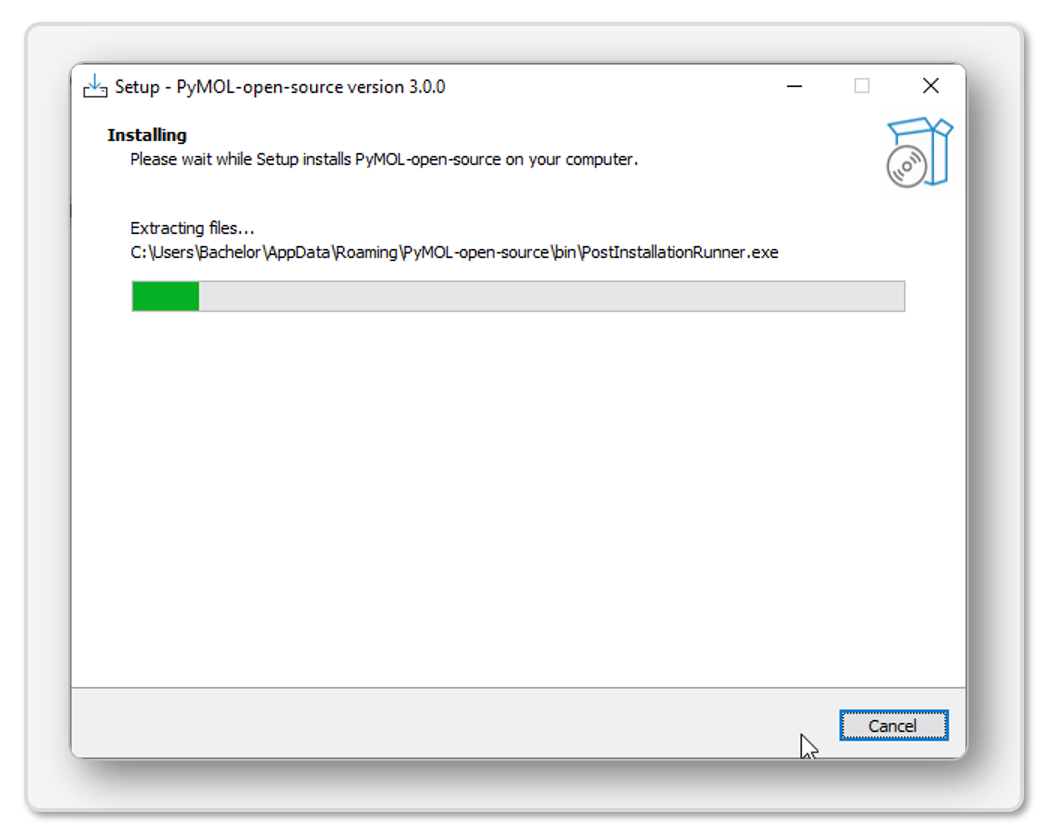 Setup - PyMOL-open-source version 3.0.0
Installing
Please wait while Setup installs PyMOL-open-source on your computer.
Extracting files...
C:\Users\Bachelor\AppData\Roaming\PyMOL-open-source\bin\PostInstallationRunner.exe
Cancel